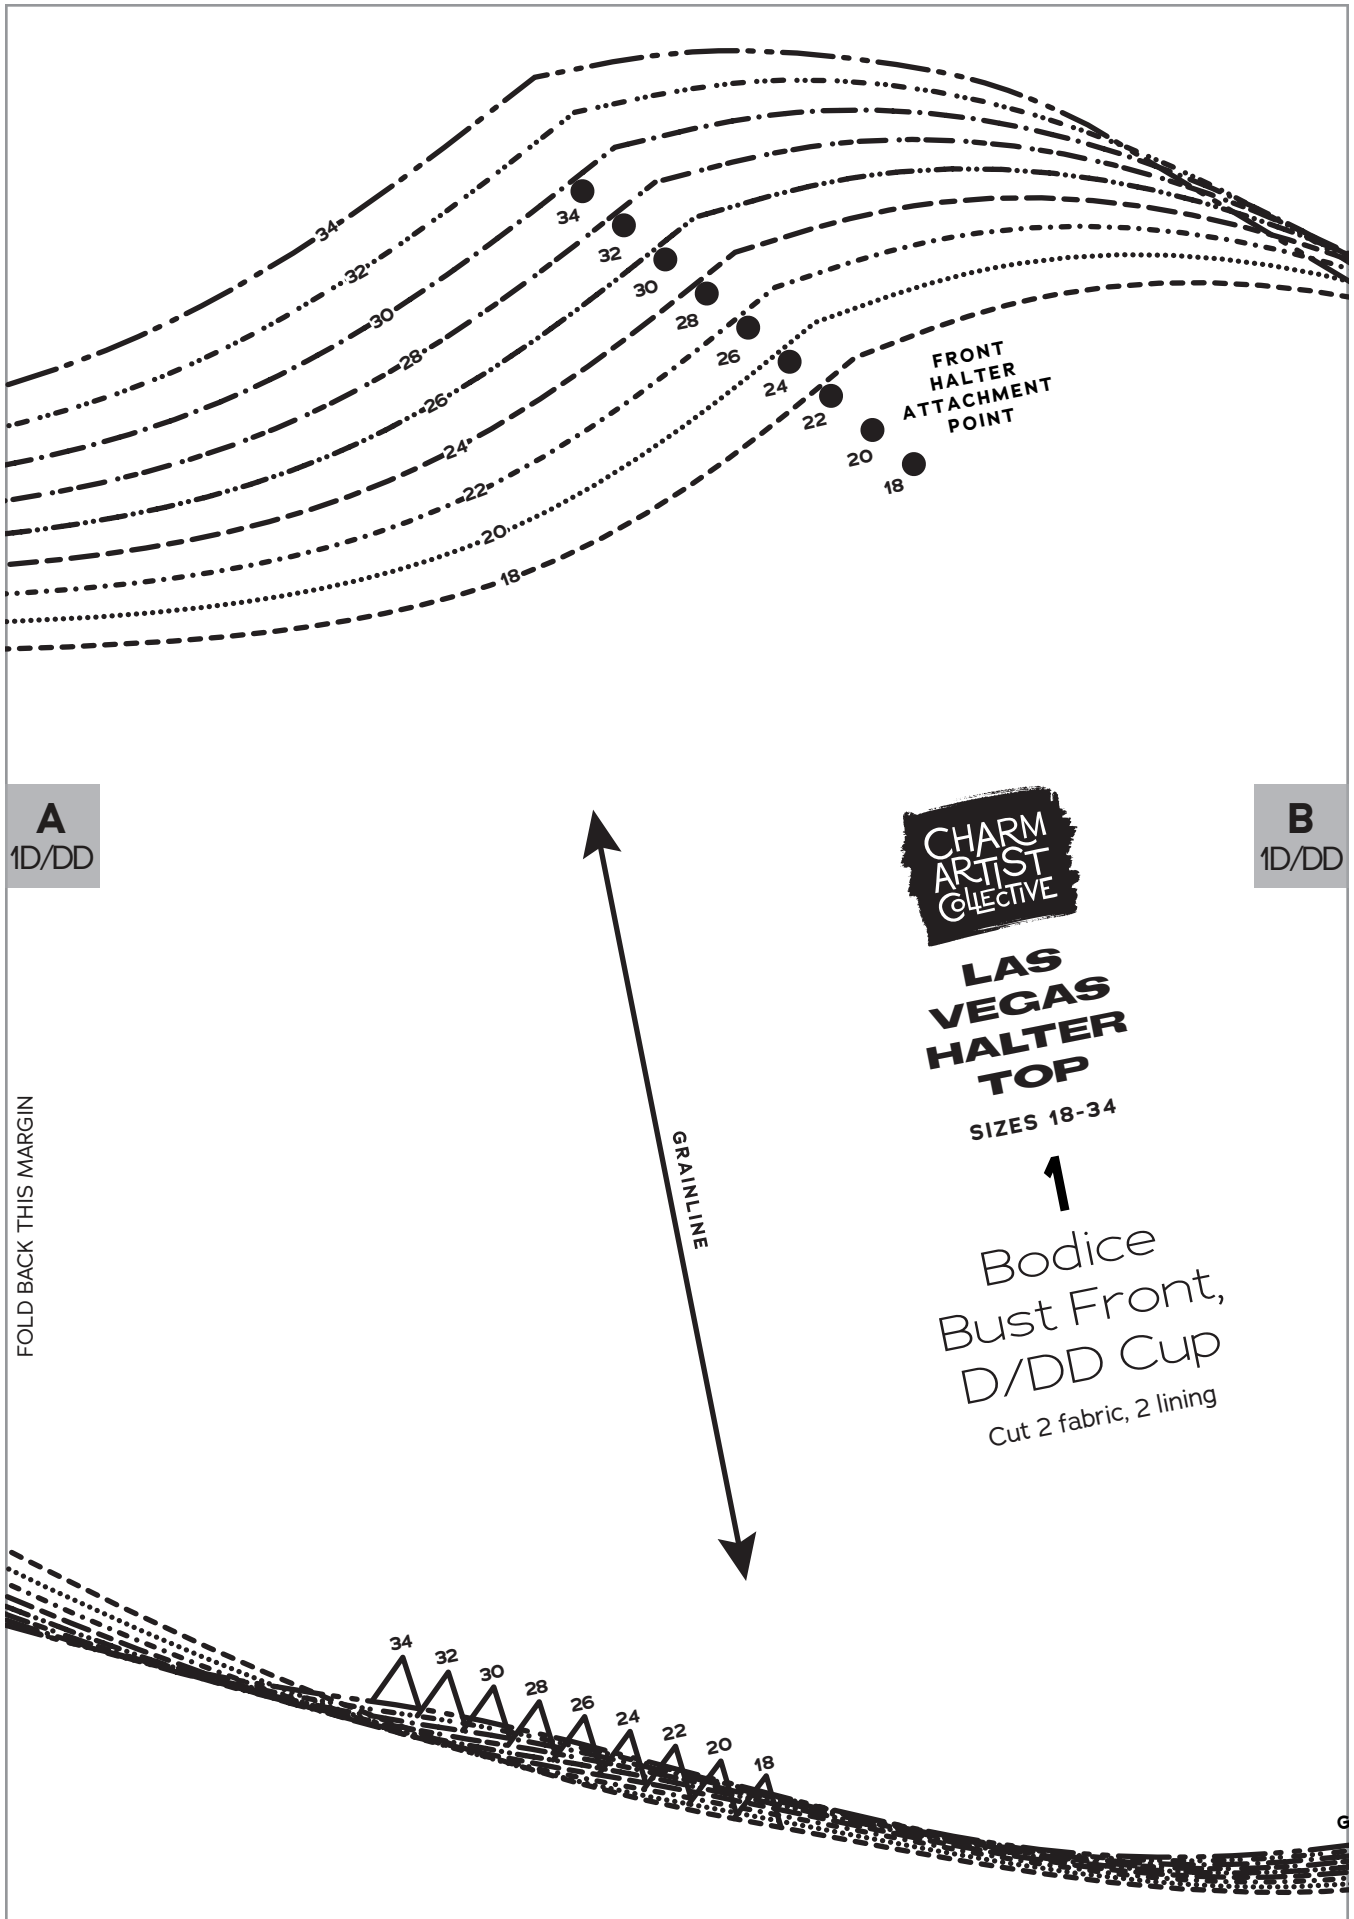 34
32
30
28
26
24
22
20
18
34
32
30
28
26
24
22
20
18
FRONT
HALTER
ATTACHMENT
POINT
A
1D/DD
B
1D/DD
CHARM
ARTIST
COLLECTIVE
LAS
VEGAS
HALTER
TOP
SIZES 18-34
1
Bodice
Bust Front,
D/DD Cup
Cut 2 fabric, 2 lining
GRAINLINE
FOLD BACK THIS MARGIN
34
32
30
28
26
24
22
20
18
G